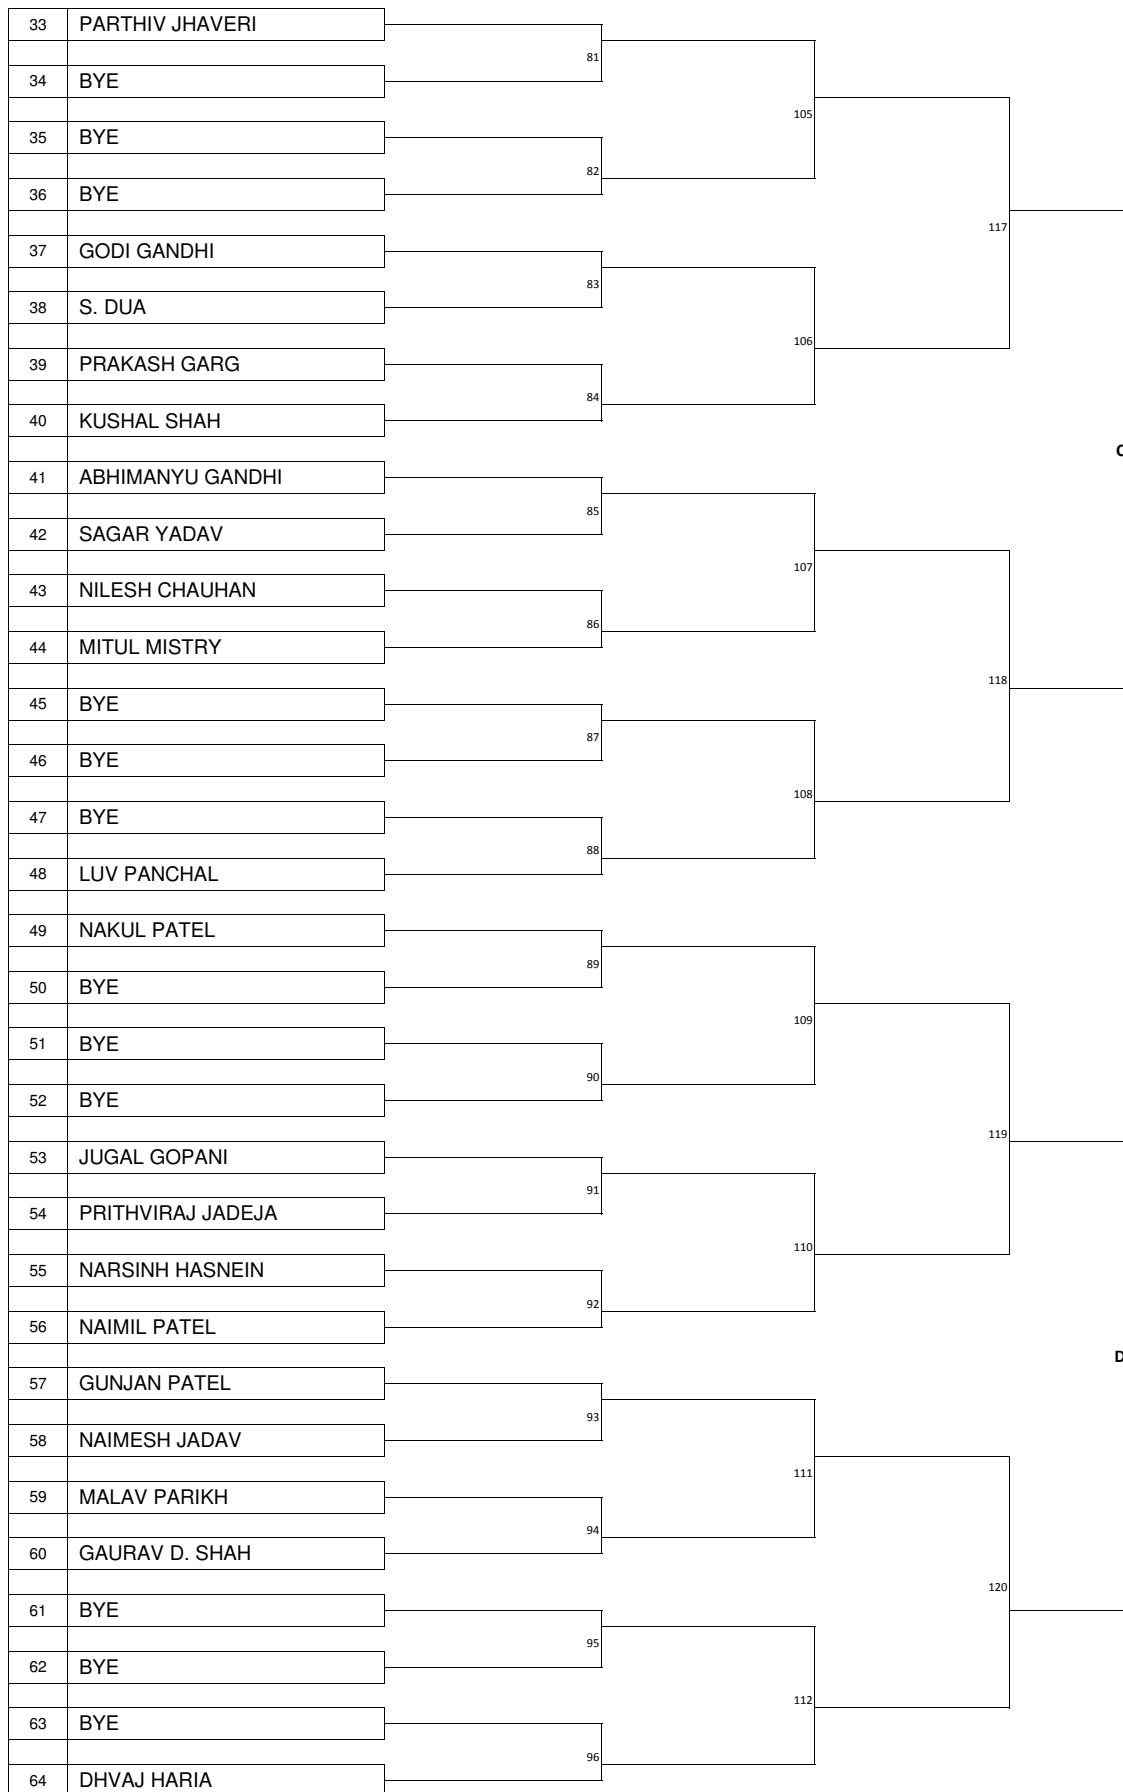 33 PARTHIV JHAVERI
81
34 BYE
105
35 BYE
82
36 BYE
117
37 GODI GANDHI
83
38 S. DUA
106
39 PRAKASH GARG
84
40 KUSHAL SHAH
C
41 ABHIMANYU GANDHI
85
42 SAGAR YADAV
107
43 NILESH CHAUHAN
86
44 MITUL MISTRY
118
45 BYE
87
46 BYE
108
47 BYE
88
48 LUV PANCHAL
49 NAKUL PATEL
89
50 BYE
109
51 BYE
90
52 BYE
119
53 JUGAL GOPANI
91
54 PRITHVIRAJ JADEJA
110
55 NARSINH HASNEIN
92
56 NAIMIL PATEL
D
57 GUNJAN PATEL
93
58 NAIMESH JADAV
111
59 MALAV PARIKH
94
60 GAURAV D. SHAH
120
61 BYE
95
62 BYE
112
63 BYE
96
64 DHVAJ HARIA